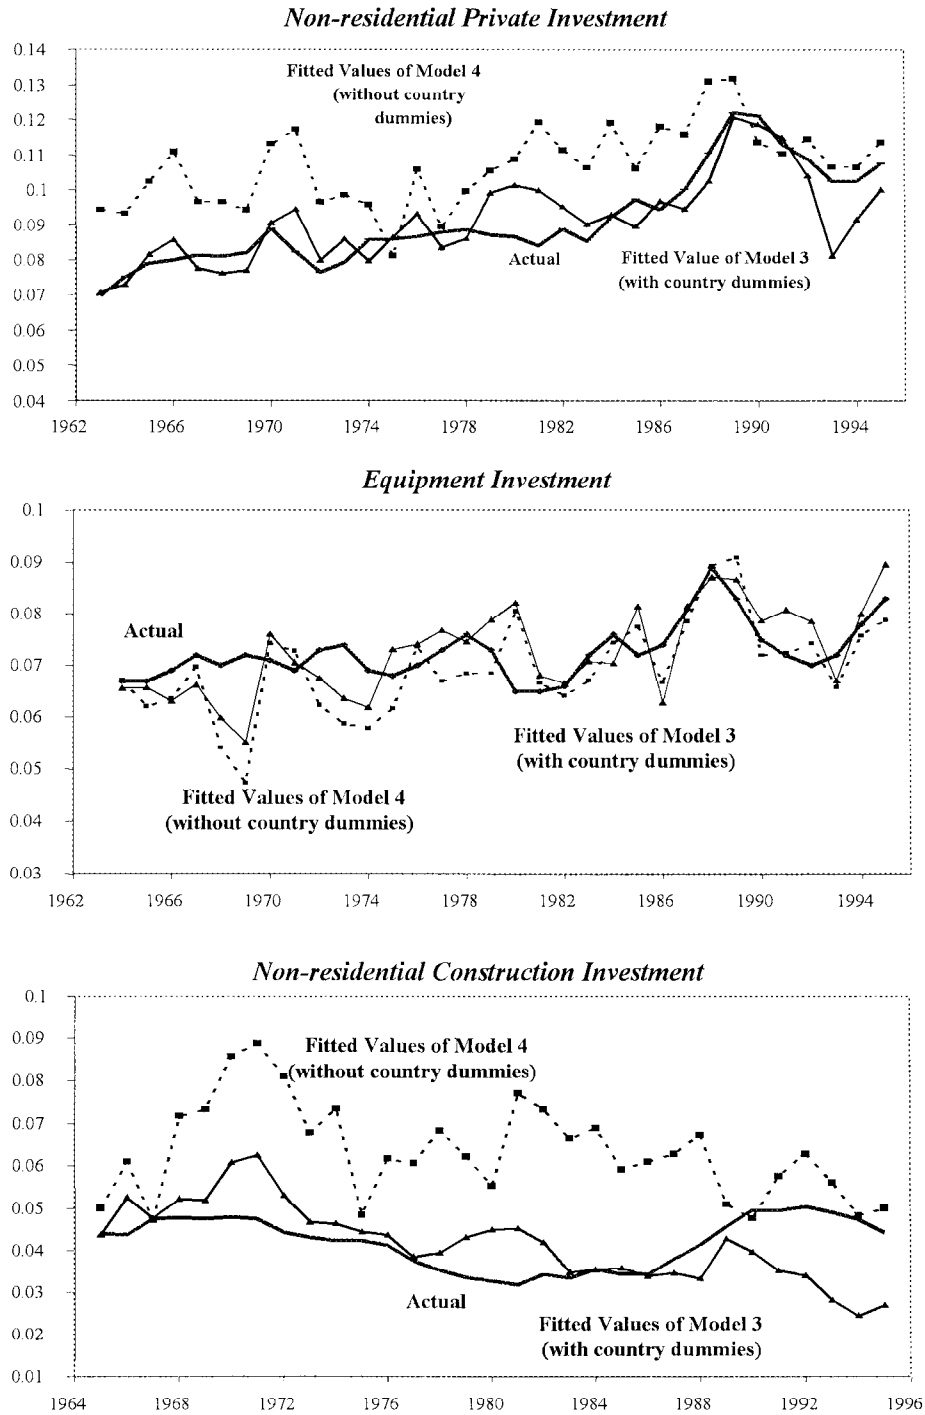 Non-residential Private Investment
0.14
0.13
0.12
0.11
0.1
0.09
0.08
0.07
0.06
0.05
0.04
Fitted Values of Model 4
(without country
dummies)
Actual
Fitted Value of Model 3
(with country dummies)
1962 1966 1970 1974 1978 1982 1986 1990 1994
Equipment Investment
0.1
0.09
0.08
0.07
0.06
0.05
0.04
0.03
Actual
Fitted Values of Model 3
(with country dummies)
Fitted Values of Model 4
(without country dummies)
1962 1966 1970 1974 1978 1982 1986 1990 1994
Non-residential Construction Investment
0.1
0.09
0.08
0.07
0.06
0.05
0.04
0.03
0.02
0.01
Fitted Values of Model 4
(without country dummies)
Actual
Fitted Values of Model 3
(with country dummies)
1964 1968 1972 1976 1980 1984 1988 1992 1996